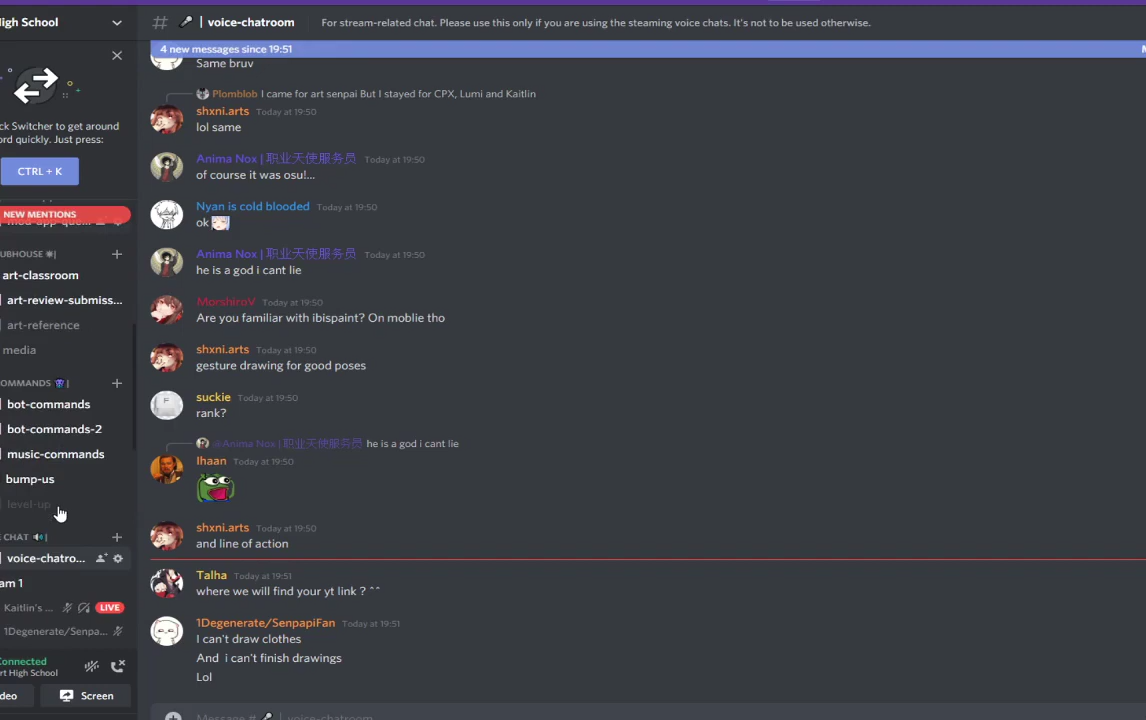 High School
# | voice-chatroom For stream-related chat. Please use this only if you are using the steaming voice chats. It's not to be used otherwise.
4 new messages since 19:51
Same bruv
Plomblob I came for art senpai But I stayed for CPX, Lumi and Kaitlin
shxni.arts Today at 19:50
lol same
Anima Nox | 职业天使服务员 Today at 19:50
of course it was osu!...
Nyan is cold blooded Today at 19:50
ok
Anima Nox | 职业天使服务员 Today at 19:50
he is a god i cant lie
MorshiroV Today at 19:50
Are you familiar with ibispaint? On moblie tho
shxni.arts Today at 19:50
gesture drawing for good poses
suckie Today at 19:50
rank?
@Anima Nox | 职业天使服务员 he is a god i cant lie
Ihaan Today at 19:50
shxni.arts Today at 19:50
and line of action
Talha Today at 19:51
where we will find your yt link ? ^^
1Degenerate/SenpapiFan Today at 19:51
I can't draw clothes
And i can't finish drawings
Lol
Message # | voice-chatroom
ck Switcher to get around
ord quickly. Just press:
CTRL + K
NEW MENTIONS
mod-app-que...
UBHOUSE
art-classroom
art-review-submiss...
art-reference
media
OMMANDS
bot-commands
bot-commands-2
music-commands
bump-us
level-up
CHAT
voice-chatro...
am 1
Kaitlin's ... LIVE
1Degenerate/Senpa...
Connected
rt High School
deo Screen